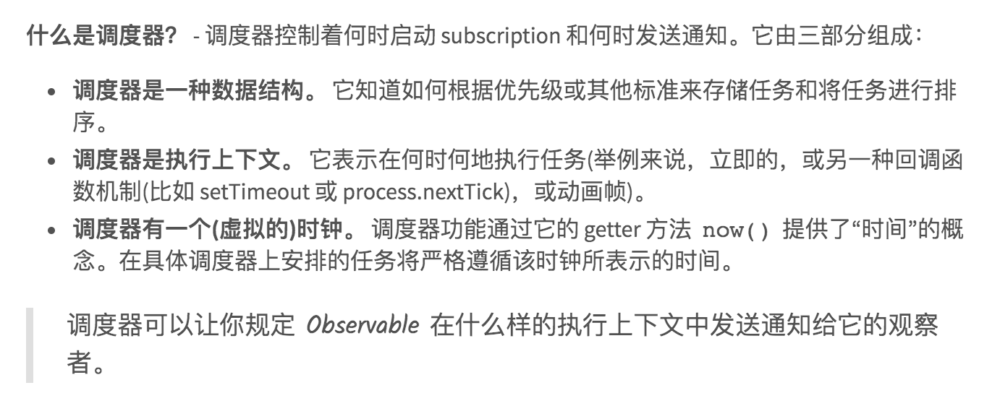 什么是调度器？ - 调度器控制着何时启动 subscription 和何时发送通知。它由三部分组成：
• 调度器是一种数据结构。 它知道如何根据优先级或其他标准来存储任务和将任务进行排
序。
• 调度器是执行上下文。 它表示在何时何地执行任务(举例来说，立即的，或另一种回调函
数机制(比如 setTimeout 或 process.nextTick)，或动画帧)。
• 调度器有一个(虚拟的)时钟。 调度器功能通过它的 getter 方法 now() 提供了“时间”的概
念。在具体调度器上安排的任务将严格遵循该时钟所表示的时间。
调度器可以让你规定 Observable 在什么样的执行上下文中发送通知给它的观察
者。